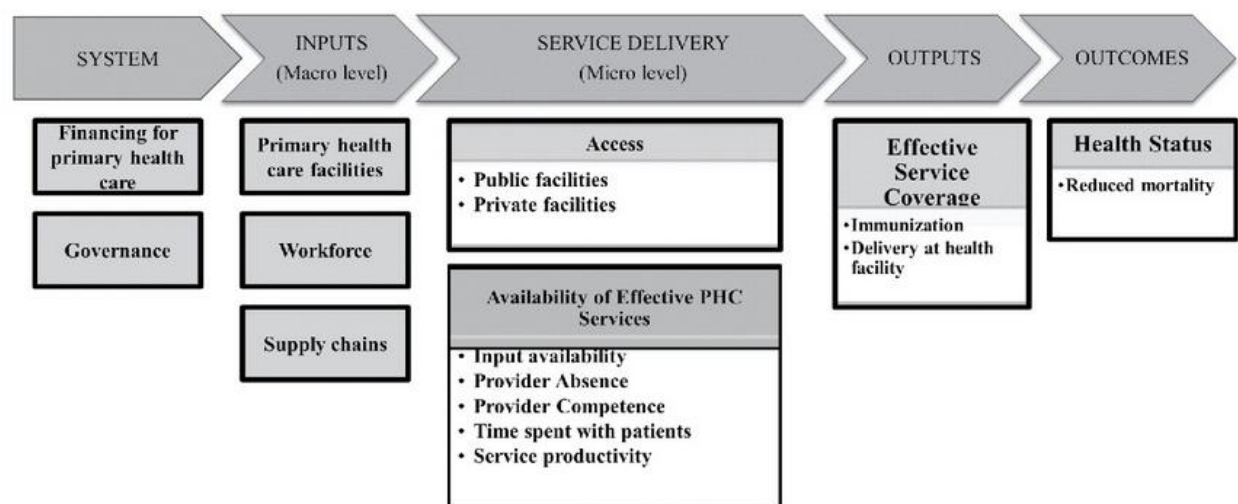 SYSTEM
INPUTS
(Macro level)
SERVICE DELIVERY
(Micro level)
OUTPUTS
OUTCOMES
Financing for
primary health
care
Governance
Primary health
care facilities
Workforce
Supply chains
Access
• Public facilities
• Private facilities
Availability of Effective PHC
Services
• Input availability
• Provider Absence
• Provider Competence
• Time spent with patients
• Service productivity
Effective
Service
Coverage
•Immunization
•Delivery at health
facility
Health Status
•Reduced mortality